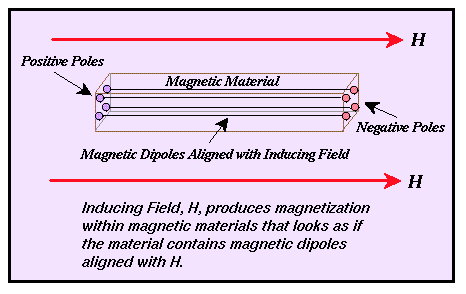 H
Positive Poles
Magnetic Material
Negative Poles
Magnetic Dipoles Aligned with Inducing Field
H
Inducing Field, H, produces magnetization
within magnetic materials that looks as if
the material contains magnetic dipoles
aligned with H.